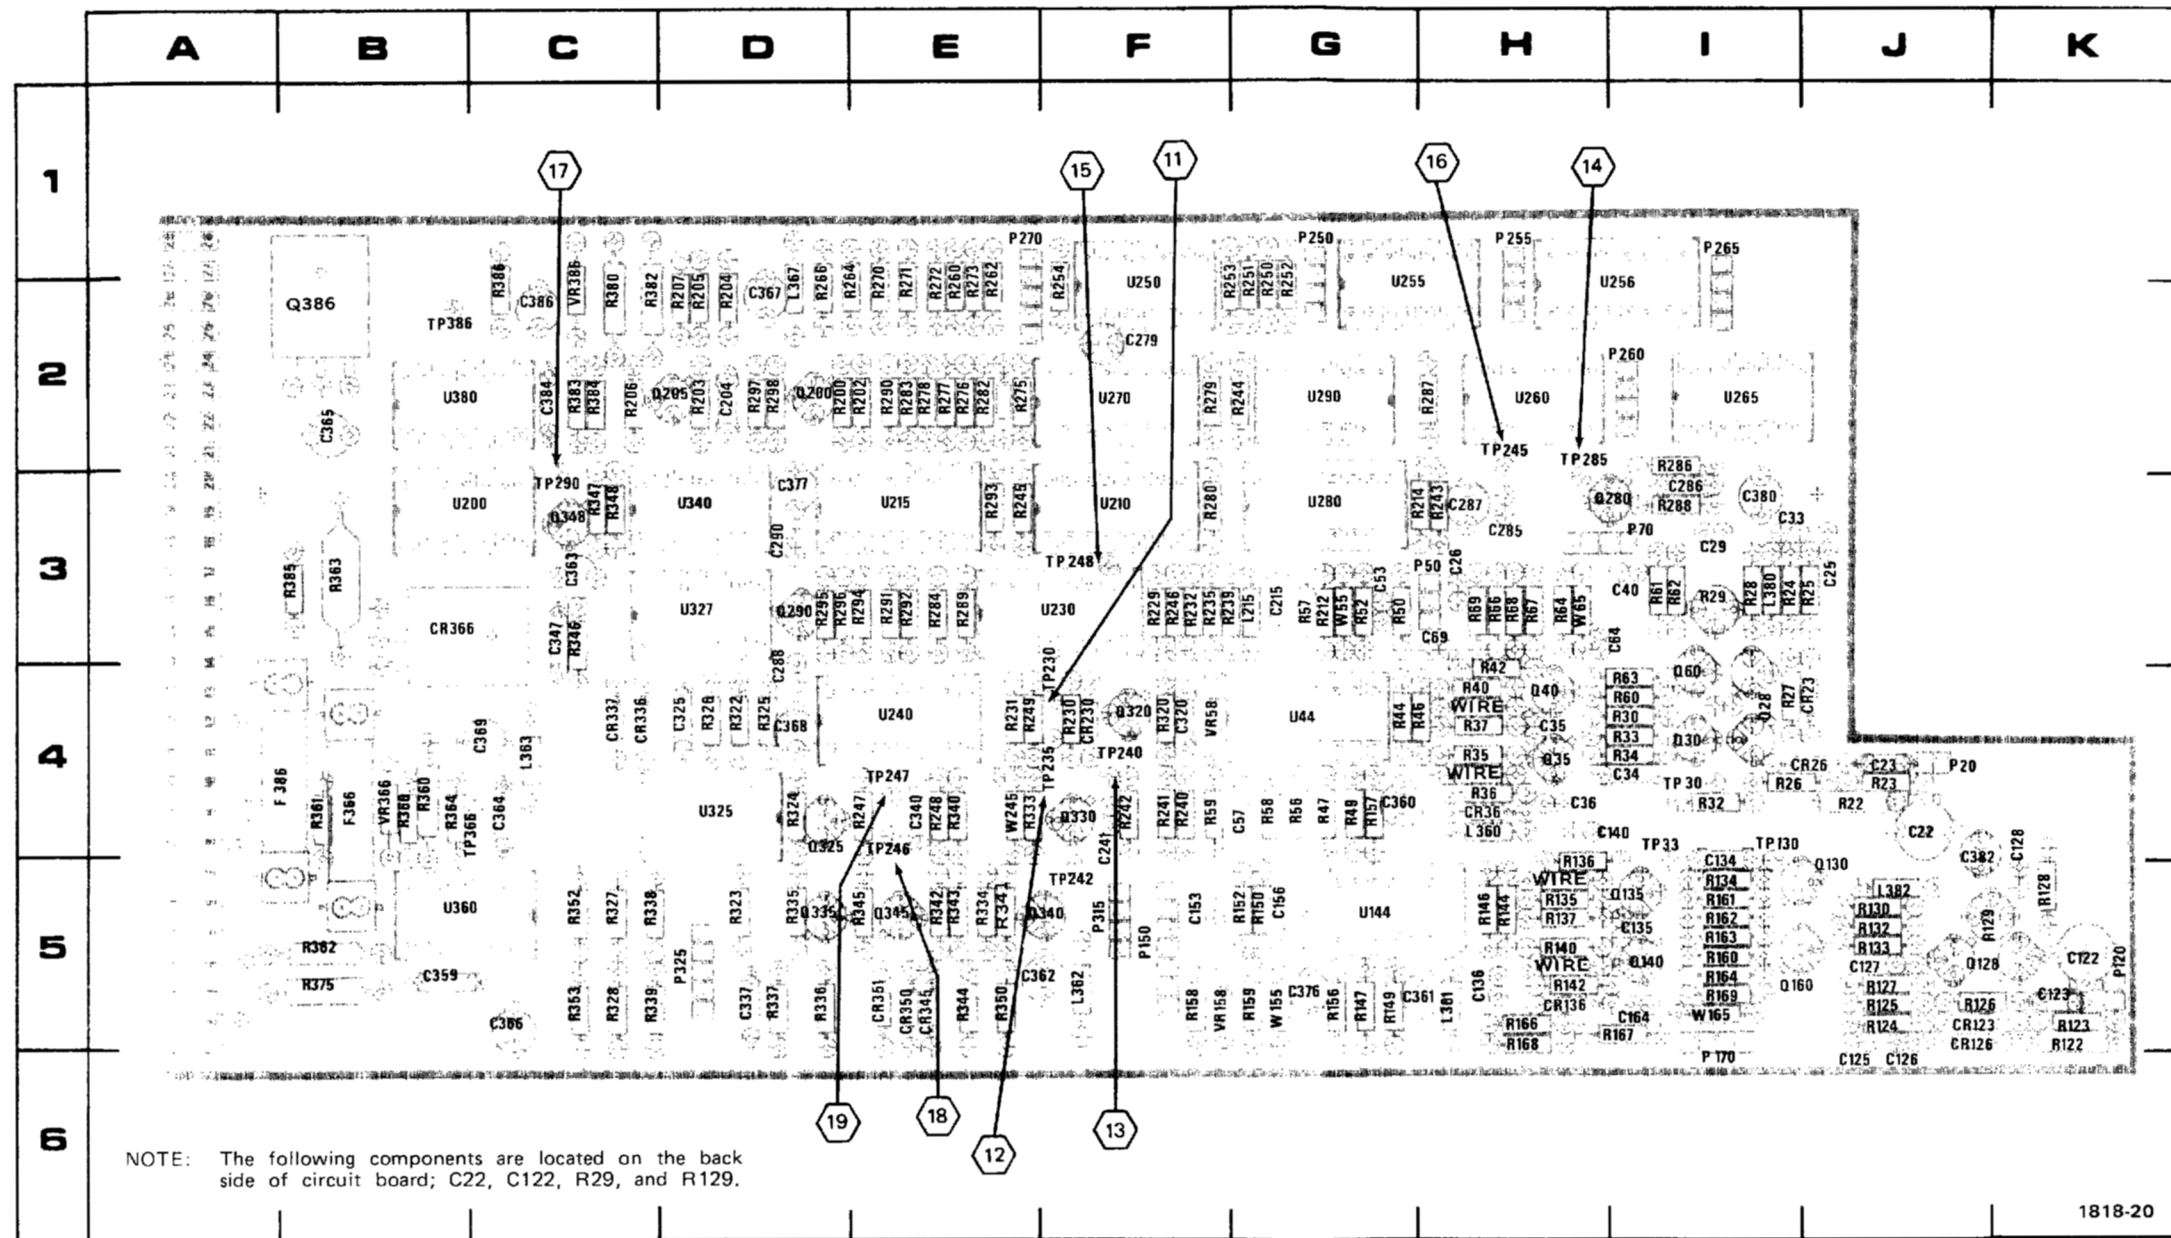 A B C D E F G H I J K
1
17 15 11 16 14
P270 P250 P255 P265
R386 C386 VR386 R380 R382 R207 R205 R204 C367 L367 R266 R264 R270 R271 R272 R260 R273 R262 R254 U250 R253 R251 R250 R252 U255 U256
Q386 TP386
C279
2
P260
U380 C384 R383 R384 R206 Q205 R203 C204 R297 R298 Q200 R200 R202 R290 R283 R278 R277 R276 R282 R275 U270 R279 R244 U290 R287 U260 U265
C365
TP245 TP285
R286
TP290 C377 C286
U200 Q348 R347 R348 U340 U215 R293 R245 U210 R280 U280 R214 R243 C287 Q280 R288 C380
C285 P70 C33
C290 C29
3
R385 R363 C363 TP248 C53 P50 C26 C40 C25
CR366 C347 R346 U327 Q290 R295 R296 R294 R291 R292 R284 R289 U230 R229 R246 R232 R235 R239 L215 C215 R57 R212 W55 R52 R50 R69 R66 R68 R67 R64 W65 R61 R62 R29 R28 L380 R24 R25
C69 C64
C288 TP230 R42 Q60
R63
R40 Q40 R60
CR337 CR336 C325 R326 R322 R325 C368 U240 R231 R249 R230 CR230 Q320 R320 C320 VR58 U44 R44 R46 WIRE R30 Q28 R27 CR23
C369 L363 R37 C35 R33 Q30
4
TP240 R35 Q35 R34
F386 TP247 TP235 WIRE C34 TP30 CR26 C23 P20
R26 R23
R361 F366 VR366 R368 R360 R364 TP366 C364 U325 R324 R247 C340 R248 R340 W245 R333 Q330 R242 R241 R240 R59 C57 R58 R56 R47 R49 R157 C360 R36 C36 R32 R22
CR36
Q325 TP246 C241 L360 C140 TP33 TP130 C22 C128
R136 C134 Q130 C382
TP242 WIRE R134
U360 R352 R327 R338 R323 R335 Q335 R345 Q345 R342 R343 R334 R341 Q340 P315 P150 C153 R152 R150 C156 U144 R146 R144 R135 Q135 R161 L382 R128
R137 R162 R130 R129
C135 R132
R163
5
R362 R140 R160 R133
WIRE Q140 C127 Q128 C122 P120
R375 C359 P325 C362 L362 R142 R164 Q160 R127
R353 R328 R339 C337 R337 R336 CR351 CR350 CR345 R344 R350 R158 VR158 R159 W155 C376 R156 R147 R149 C361 L381 C136 CR136 R169 R125 R126 C123
C366 R166 C164 W165 R124 CR123 R123
R168 R167 CR126 R122
P170 C125 C126
19 18 12 13
6
NOTE: The following components are located on the back
side of circuit board; C22, C122, R29, and R129.
1818-20